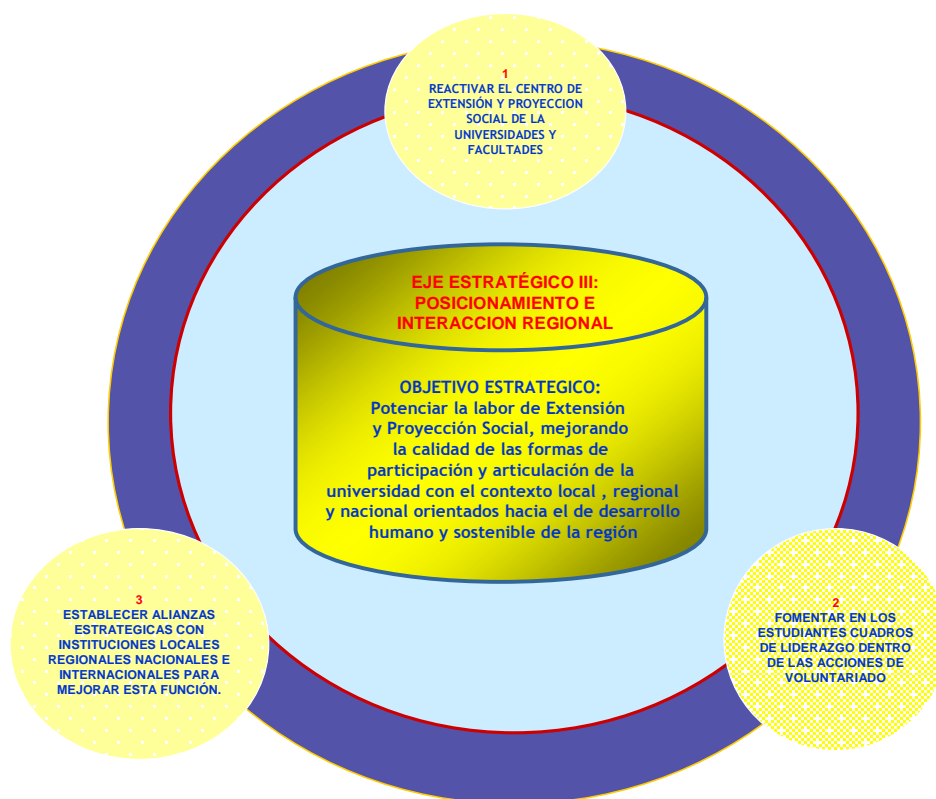 1
REACTIVAR EL CENTRO DE
EXTENSIÓN Y PROYECCION
SOCIAL DE LA
UNIVERSIDADES Y
FACULTADES
EJE ESTRATÉGICO III:
POSICIONAMIENTO E
INTERACCION REGIONAL
OBJETIVO ESTRATEGICO:
Potenciar la labor de Extensión
y Proyección Social, mejorando
la calidad de las formas de
participación y articulación de la
universidad con el contexto local , regional
y nacional orientados hacia el de desarrollo
humano y sostenible de la región
3
ESTABLECER ALIANZAS
ESTRATEGICAS CON
INSTITUCIONES LOCALES
REGIONALES NACIONALES E
INTERNACIONALES PARA
MEJORAR ESTA FUNCIÓN.
2
FOMENTAR EN LOS
ESTUDIANTES CUADROS
DE LIDERAZGO DENTRO
DE LAS ACCIONES DE
VOLUNTARIADO